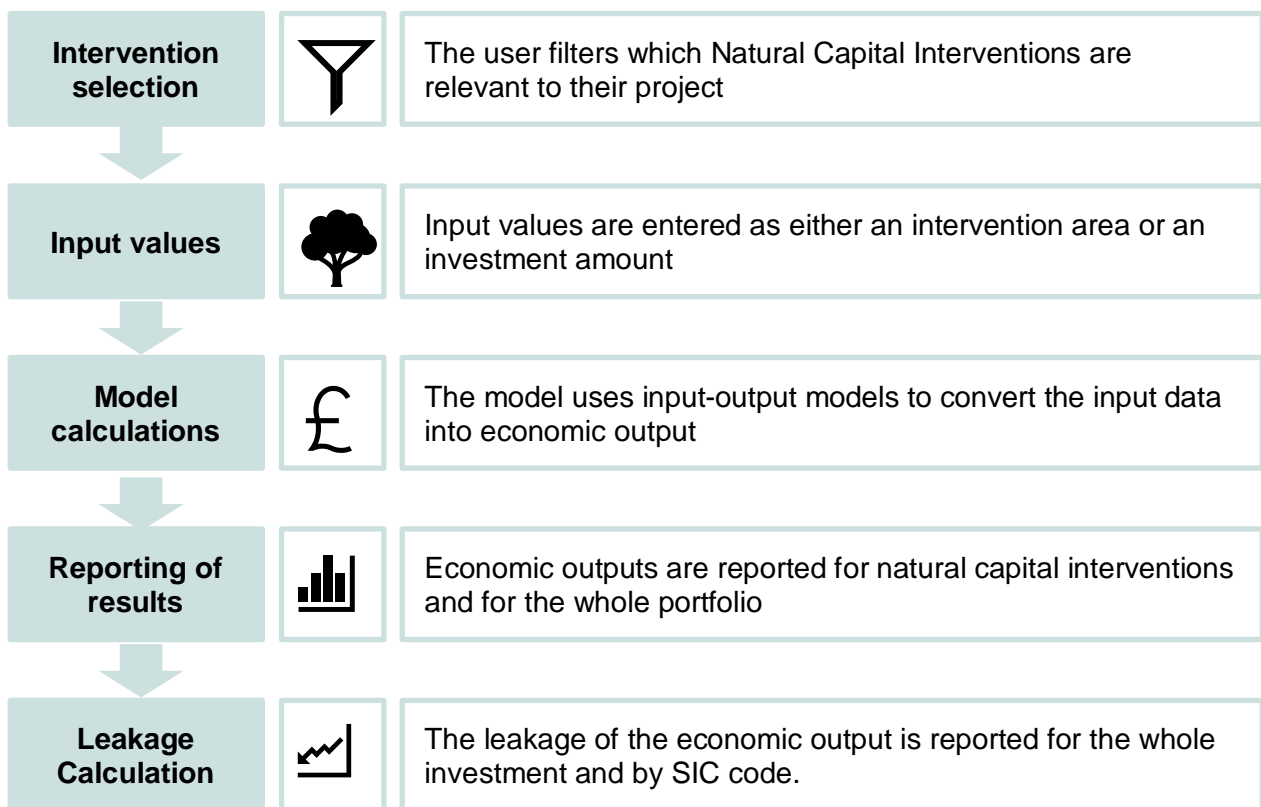 Intervention
selection
The user filters which Natural Capital Interventions are
relevant to their project
Input values
Input values are entered as either an intervention area or an
investment amount
Model
calculations
£
The model uses input-output models to convert the input data
into economic output
Reporting of
results
Economic outputs are reported for natural capital interventions
and for the whole portfolio
Leakage
Calculation
The leakage of the economic output is reported for the whole
investment and by SIC code.